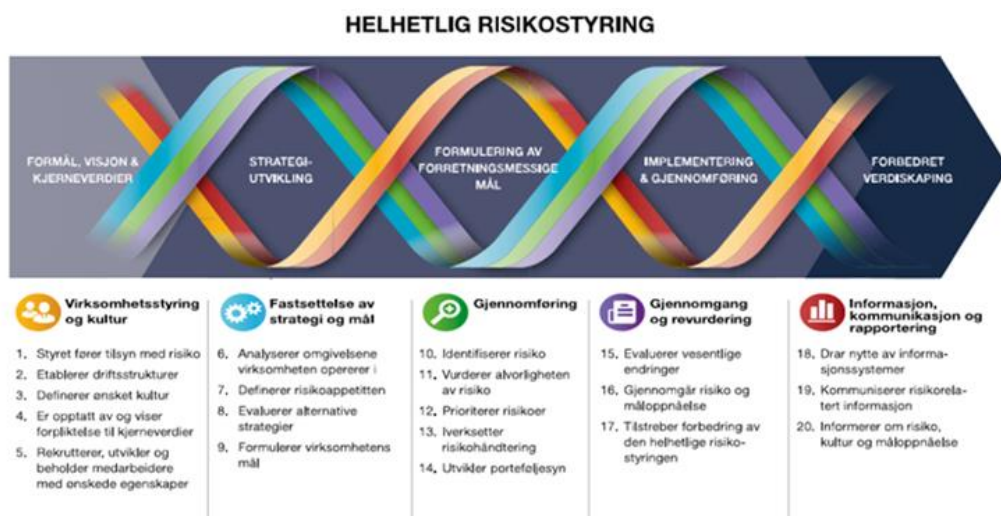 HELHETLIG RISIKOSTYRING
FORMÅL, VISJON &
KJERNEVERDIER
STRATEGI-
UTVIKLING
FORMULERING AV
FORRETNINGSMESSIGE
MÅL
IMPLEMENTERING
& GJENNOMFØRING
FORBEDRET
VERDISKAPING
Virksomhetsstyring
og kultur
1. Styret fører tilsyn med risiko
2. Etablerer driftsstrukturer
3. Definerer ønsket kultur
4. Er opptatt av og viser
forpliktelse til kjerneverdier
5. Rekrutterer, utvikler og
beholder medarbeidere
med ønskede egenskaper
Fastsettelse av
strategi og mål
6. Analyserer omgivelsene
virksomheten opererer i
7. Definerer risikoappetitten
8. Evaluerer alternative
strategier
9. Formulerer virksomhetens
mål
Gjennomføring
10. Identifiserer risiko
11. Vurderer alvorligheten
av risiko
12. Prioriterer risikoer
13. Iverksetter
risikohåndtering
14. Utvikler porteføljesyn
Gjennomgang
og revurdering
15. Evaluerer vesentlige
endringer
16. Gjennomgår risiko og
måloppnåelse
17. Tilstreber forbedring av
den helhetlige risiko-
styringen
Informasjon,
kommunikasjon og
rapportering
18. Drar nytte av informa-
sjonssystemer
19. Kommuniserer risikorela-
tert informasjon
20. Informerer om risiko,
kultur og måloppnåelse